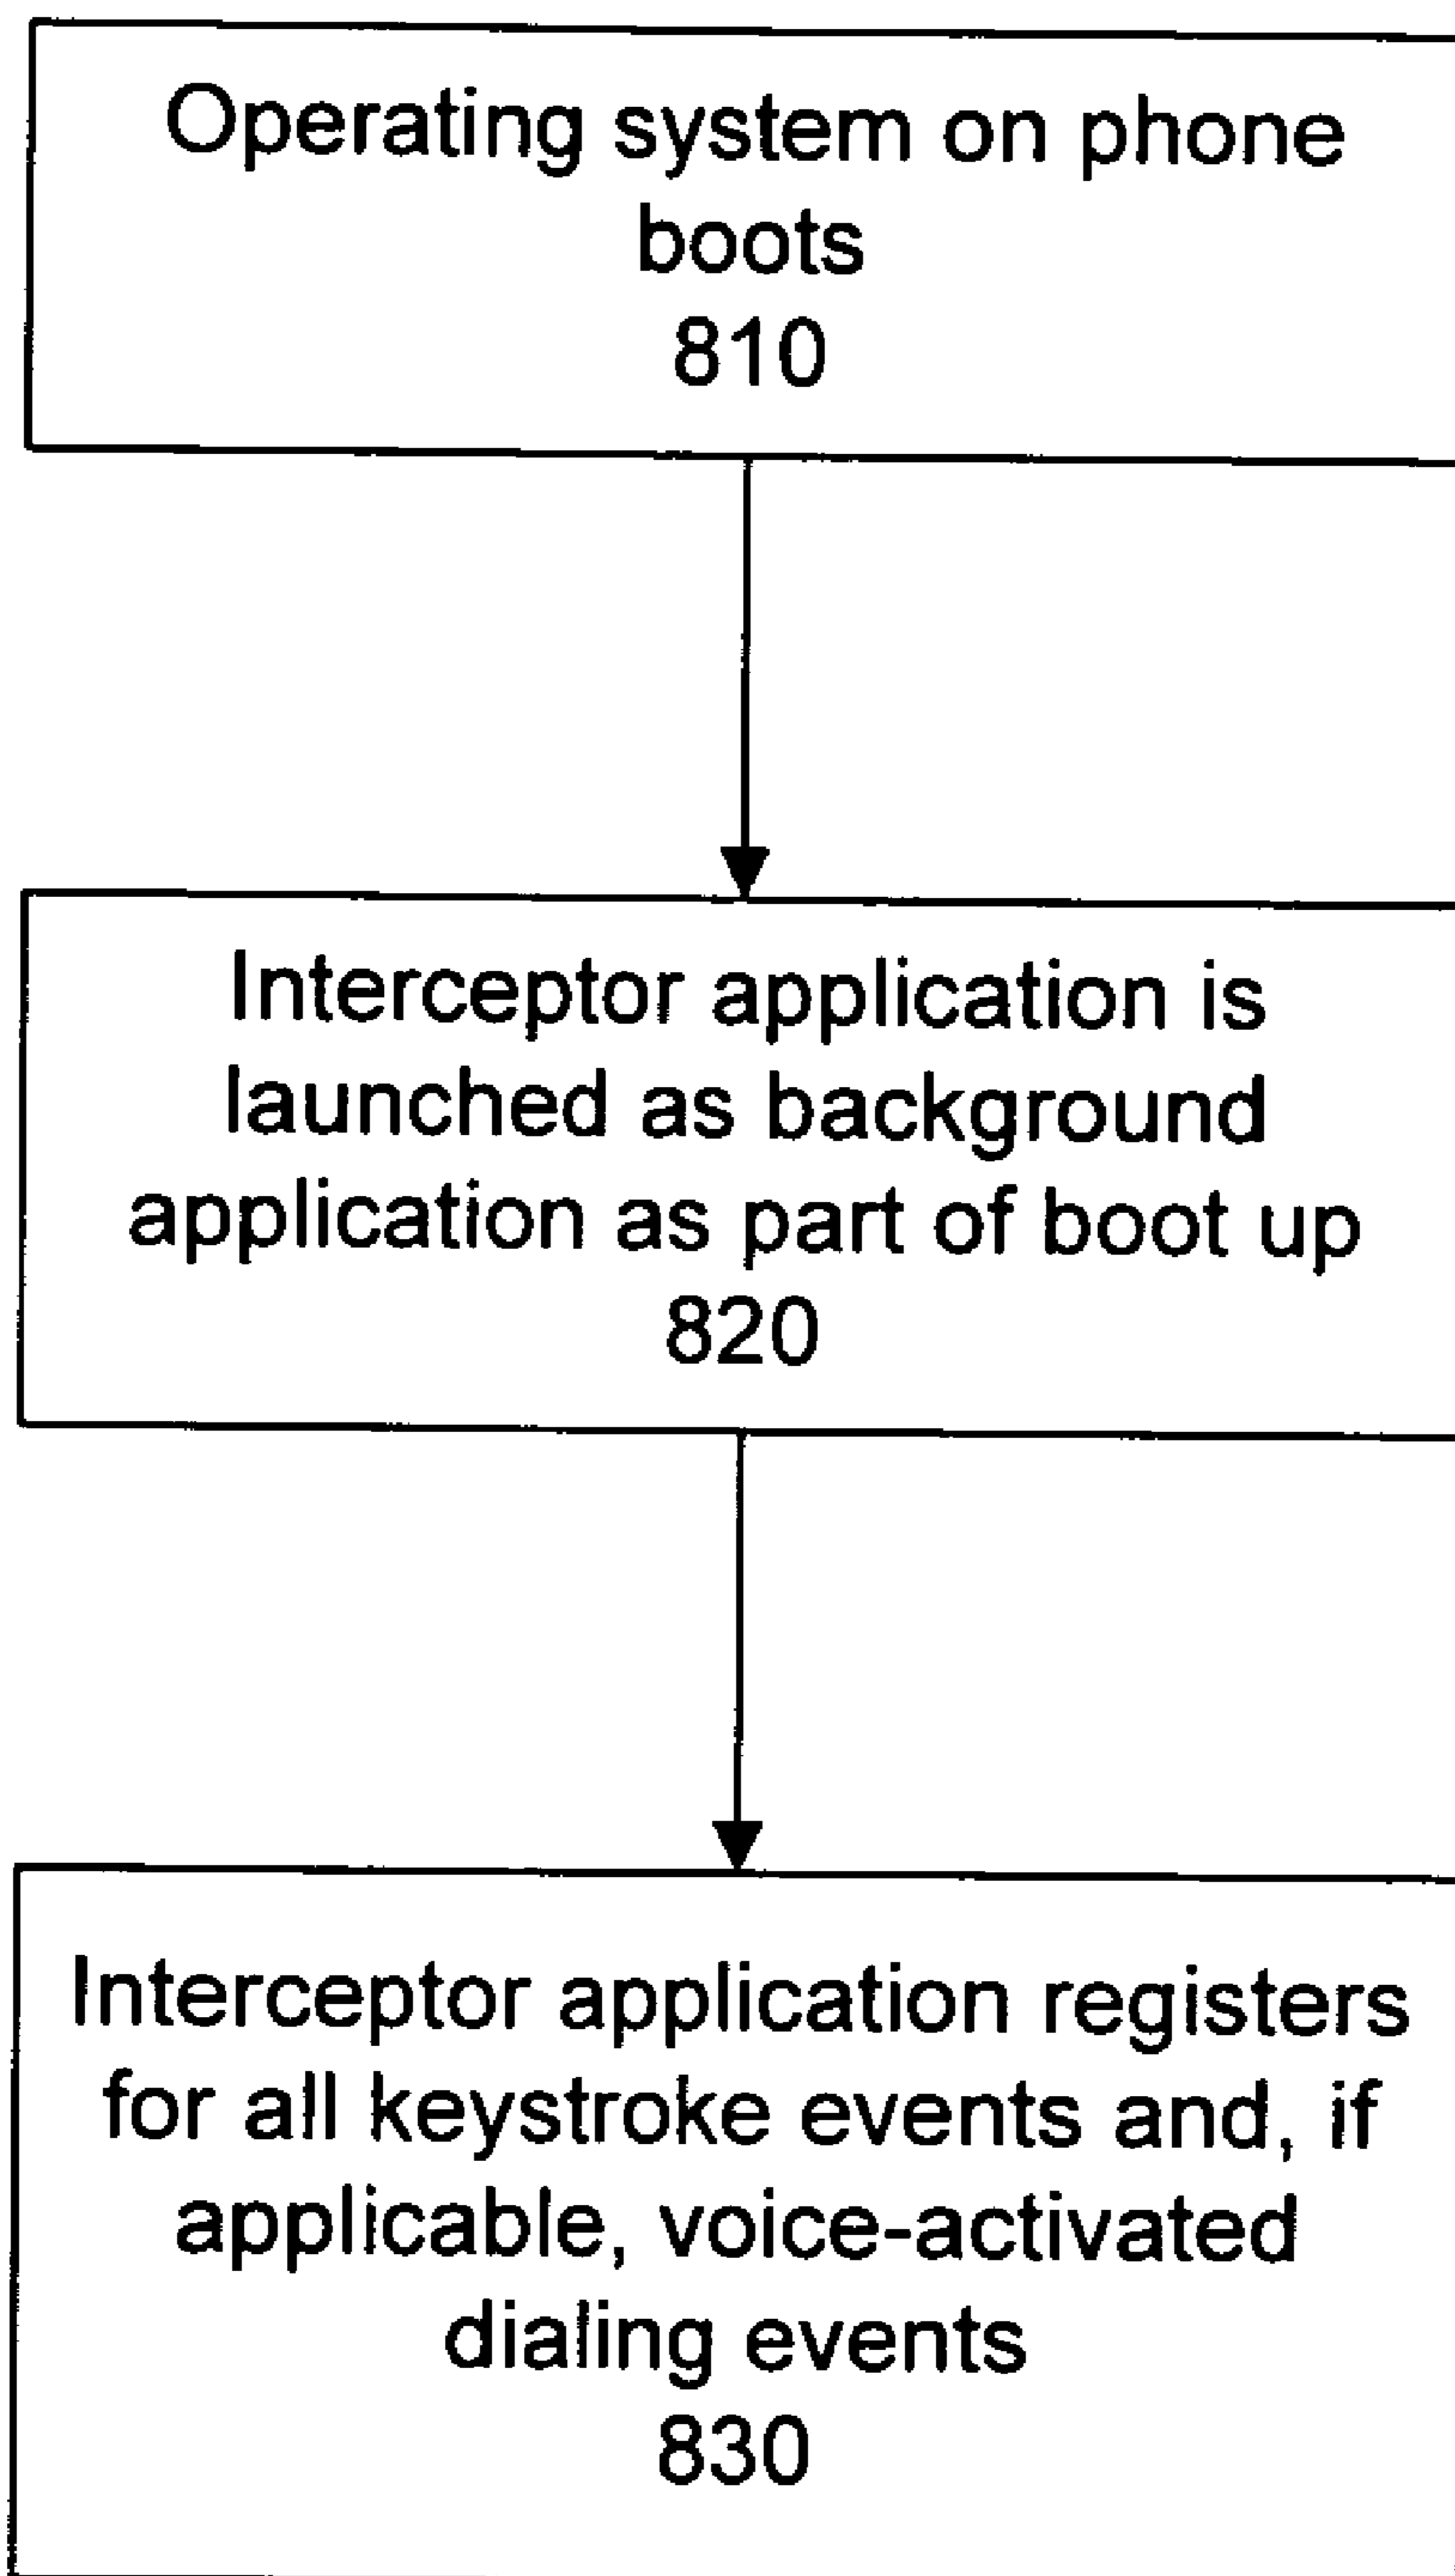 Operating system on phone
boots
810
Interceptor application is
launched as background
application as part of boot up
820
Interceptor application registers
for all keystroke events and, if
applicable, voice-activated
dialing events
830